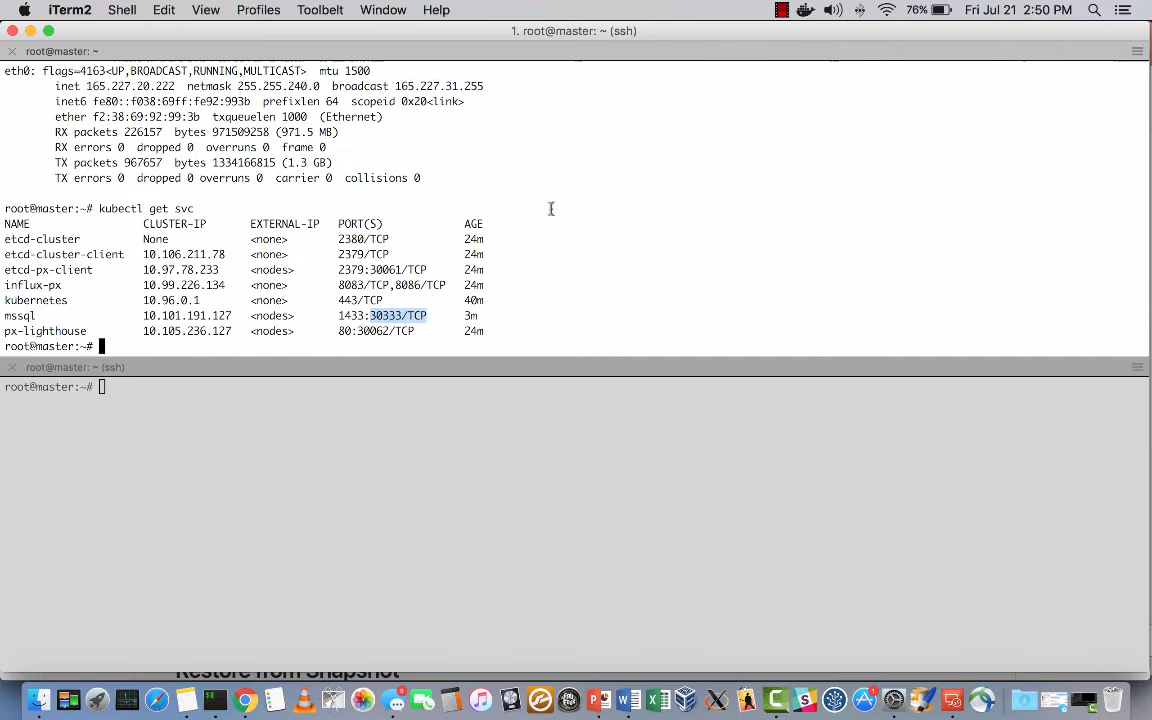 iTerm2 Shell Edit View Profiles Toolbelt Window Help 76% Fri Jul 21 2:50 PM
1. root@master: ~ (ssh)
root@master: ~
eth0: flags=4163<UP,BROADCAST,RUNNING,MULTICAST> mtu 1500
inet 165.227.20.222 netmask 255.255.240.0 broadcast 165.227.31.255
inet6 fe80::f038:69ff:fe92:993b prefixlen 64 scopeid 0x20<link>
ether f2:38:69:92:99:3b txqueuelen 1000 (Ethernet)
RX packets 226157 bytes 971509258 (971.5 MB)
RX errors 0 dropped 0 overruns 0 frame 0
TX packets 967657 bytes 1334166815 (1.3 GB)
TX errors 0 dropped 0 overruns 0 carrier 0 collisions 0
root@master:~# kubectl get svc
NAME CLUSTER-IP EXTERNAL-IP PORT(S) AGE
etcd-cluster None <none> 2380/TCP 24m
etcd-cluster-client 10.106.211.78 <none> 2379/TCP 24m
etcd-px-client 10.97.78.233 <nodes> 2379:30061/TCP 24m
influx-px 10.99.226.134 <none> 8083/TCP,8086/TCP 24m
kubernetes 10.96.0.1 <none> 443/TCP 40m
mssql 10.101.191.127 <nodes> 1433:30333/TCP 3m
px-lighthouse 10.105.236.127 <nodes> 80:30062/TCP 24m
root@master:~#
root@master: ~ (ssh)
root@master:~#
Restore from Snapshot